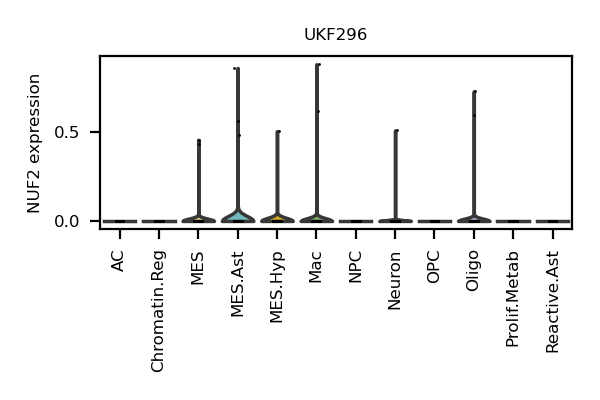 UKF296
NUF2 expression
0.5
0.0
AC
Chromatin.Reg
MES
MES.Ast
MES.Hyp
Mac
NPC
Neuron
OPC
Oligo
Prolif.Metab
Reactive.Ast